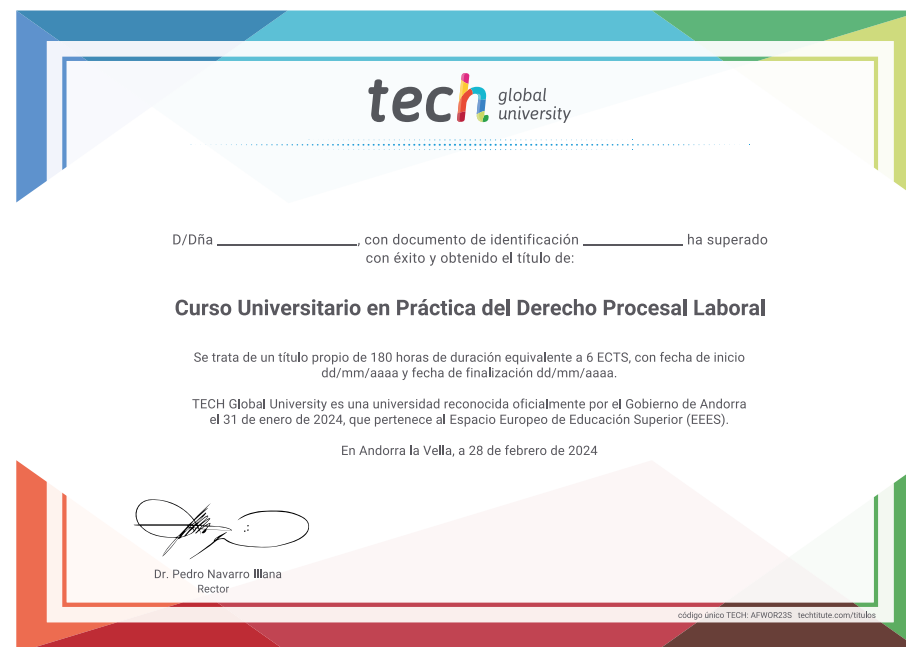 tech global university
D/Dña ________________, con documento de identificación ____________ ha superado
con éxito y obtenido el título de:
Curso Universitario en Práctica del Derecho Procesal Laboral
Se trata de un título propio de 180 horas de duración equivalente a 6 ECTS, con fecha de inicio
dd/mm/aaaa y fecha de finalización dd/mm/aaaa.
TECH Global University es una universidad reconocida oficialmente por el Gobierno de Andorra
el 31 de enero de 2024, que pertenece al Espacio Europeo de Educación Superior (EEES).
En Andorra la Vella, a 28 de febrero de 2024
Dr. Pedro Navarro Illana
Rector
código único TECH: AFWOR23S techtitute.com/titulos